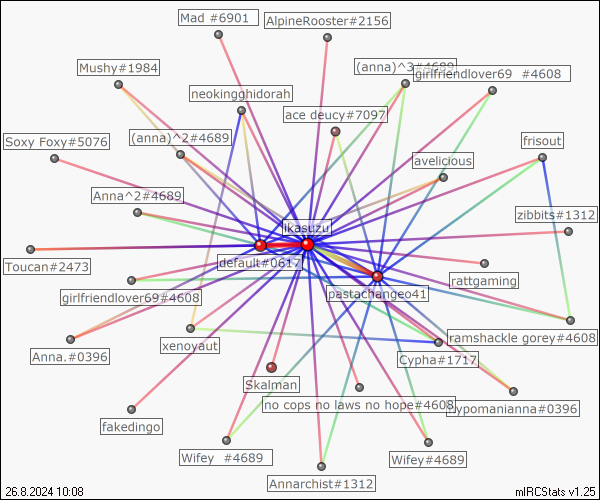 Mad #6901
AlpineRooster#2156
Mushy#1984
(anna)^3#4689
girlfriendlover69 #4608
neokingghidorah
ace deucy#7097
Soxy Foxy#5076
(anna)^2#4689
frisout
avelicious
Anna^2#4689
zibbits#1312
ikasuzu
default#0617
Toucan#2473
rattgaming
pastachangeo41
girlfriendlover69#4608
ramshackle gorey#4608
xenoyaut
Anna.#0396
Cypha#1717
Skalman
no cops no laws no hope#4608
hypomanianna#0396
fakedingo
Wifey #4689
Wifey#4689
Annarchist#1312
26.8.2024 10:08
mIRCStats v1.25